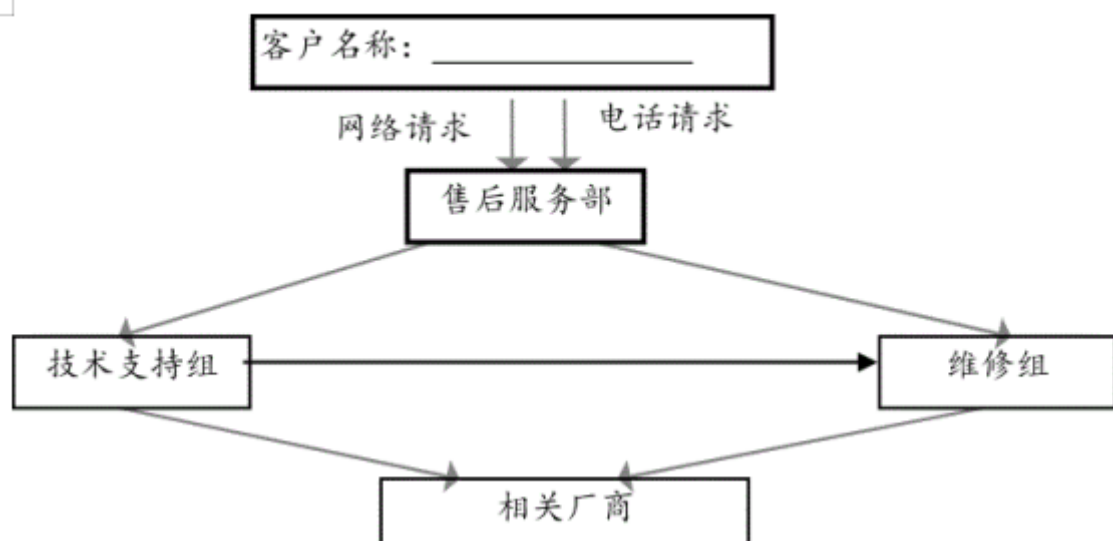 客户名称：
网络请求
电话请求
售后服务部
技术支持组
维修组
相关厂商